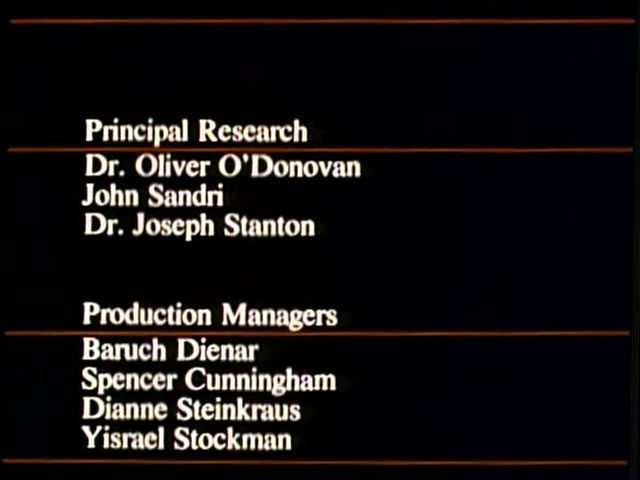 Principal Research
Dr. Oliver O'Donovan
John Sandri
Dr. Joseph Stanton
Production Managers
Baruch Dienar
Spencer Cunningham
Dianne Steinkraus
Yisrael Stockman